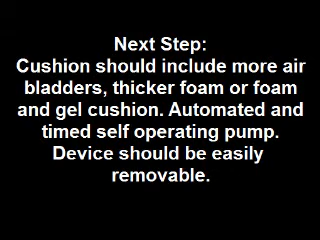 Next Step:
Cushion should include more air
bladders, thicker foam or foam
and gel cushion. Automated and
timed self operating pump.
Device should be easily
removable.